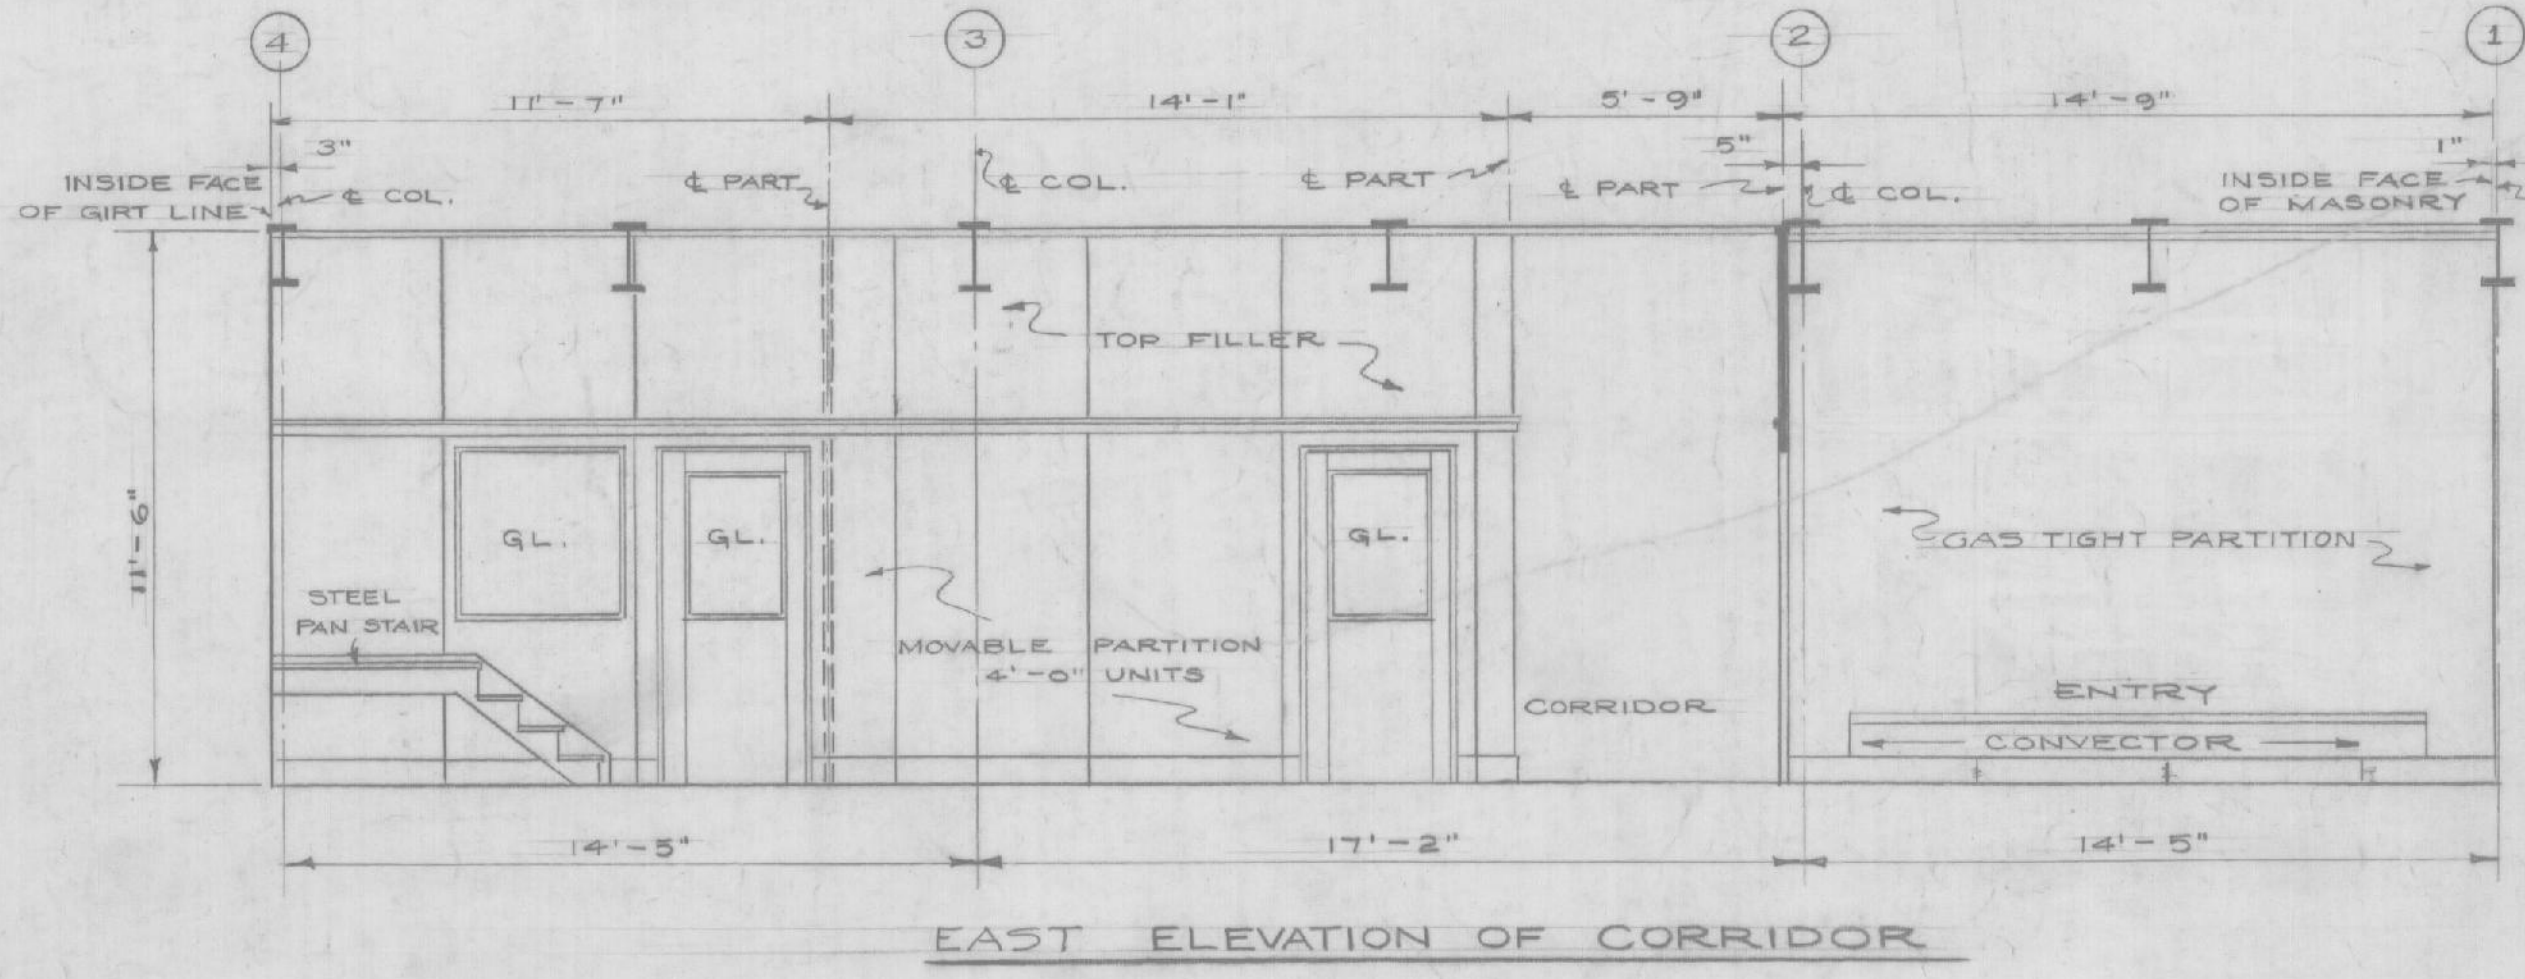 4 3 2 1
11'-7" 14'-1" 5'-9" 14'-9"
3" 5" 1"
INSIDE FACE
OF GIRT LINE
℄ COL.
℄ PART
℄ COL.
℄ PART
℄ PART
℄ COL.
INSIDE FACE
OF MASONRY
TOP FILLER
11'-6"
GL. GL. GL.
GAS TIGHT PARTITION
STEEL
PAN STAIR
MOVABLE PARTITION
4'-0" UNITS
CORRIDOR
ENTRY
CONVECTOR
14'-5" 17'-2" 14'-5"
EAST ELEVATION OF CORRIDOR